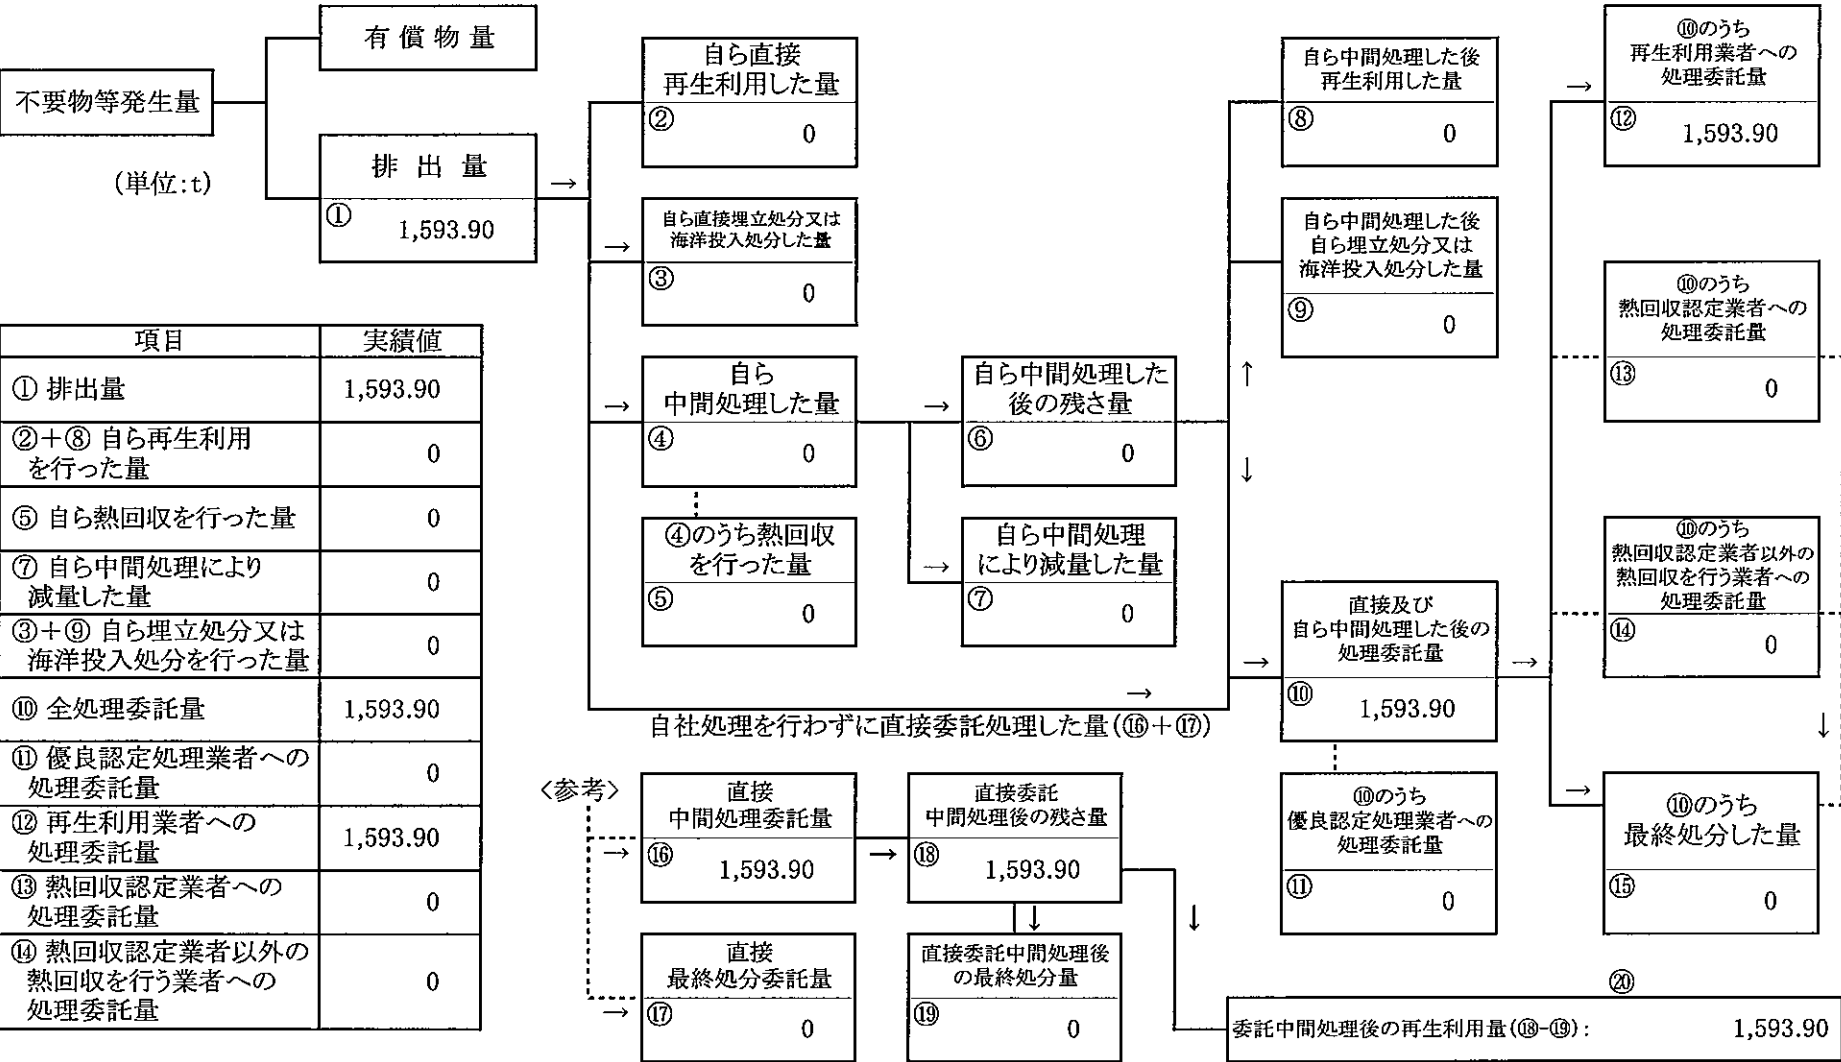 不要物等発生量
(単位:t)
有償物量
排出量
① 1,593.90
自ら直接
再生利用した量
② 0
自ら直接埋立処分又は
海洋投入処分した量
③ 0
自ら
中間処理した量
④ 0
④のうち熱回収
を行った量
⑤ 0
自ら中間処理した
後の残さ量
⑥ 0
自ら中間処理
により減量した量
⑦ 0
自ら中間処理した後
再生利用した量
⑧ 0
自ら中間処理した後
自ら埋立処分又は
海洋投入処分した量
⑨ 0
直接及び
自ら中間処理した後の
処理委託量
⑩ 1,593.90
⑩のうち
優良認定処理業者への
処理委託量
⑪ 0
⑩のうち
再生利用業者への
処理委託量
⑫ 1,593.90
⑩のうち
熱回収認定業者への
処理委託量
⑬ 0
⑩のうち
熱回収認定業者以外の
熱回収を行う業者への
処理委託量
⑭ 0
⑩のうち
最終処分した量
⑮ 0
自社処理を行わずに直接委託処理した量(⑯+⑰)
〈参考〉
直接
中間処理委託量
⑯ 1,593.90
直接
最終処分委託量
⑰ 0
直接委託
中間処理後の残さ量
⑱ 1,593.90
直接委託中間処理後
の最終処分量
⑲ 0
⑳
委託中間処理後の再生利用量(⑱-⑲): 1,593.90
項目 実績値
① 排出量 1,593.90
②+⑧ 自ら再生利用
を行った量 0
⑤ 自ら熱回収を行った量 0
⑦ 自ら中間処理により
減量した量 0
③+⑨ 自ら埋立処分又は
海洋投入処分を行った量 0
⑩ 全処理委託量 1,593.90
⑪ 優良認定処理業者への
処理委託量 0
⑫ 再生利用業者への
処理委託量 1,593.90
⑬ 熱回収認定業者への
処理委託量 0
⑭ 熱回収認定業者以外の
熱回収を行う業者への
処理委託量 0